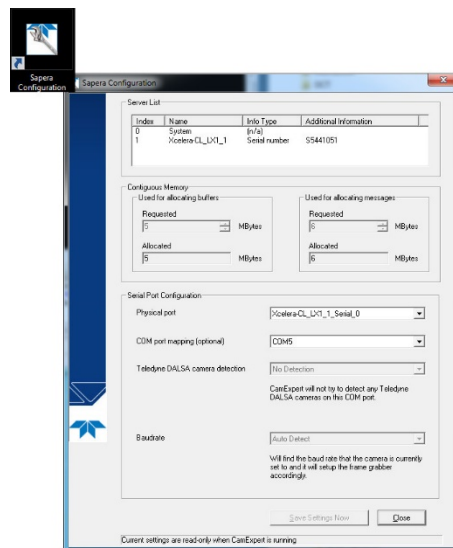 Sapera
Configuration
Sapera Configuration
Server List
Index Name Info Type Additional Information
0 System (n/a)
1 Xcelera-CL_LX1_1 Serial number S5441051
Contiguous Memory
Used for allocating buffers
Used for allocating messages
Requested
Requested
5 MBytes
6 MBytes
Allocated
Allocated
5 MBytes
6 MBytes
Serial Port Configuration
Physical port Xcelera-CL_LX1_1_Serial_0
COM port mapping (optional) COM5
Teledyne DALSA camera detection No Detection
CamExpert will not try to detect any Teledyne
DALSA cameras on this COM port.
Baudrate Auto Detect
Will find the baud rate that the camera is currently
set to and it will setup the frame grabber
accordingly.
Save Settings Now Close
Current settings are read-only when CamExpert is running